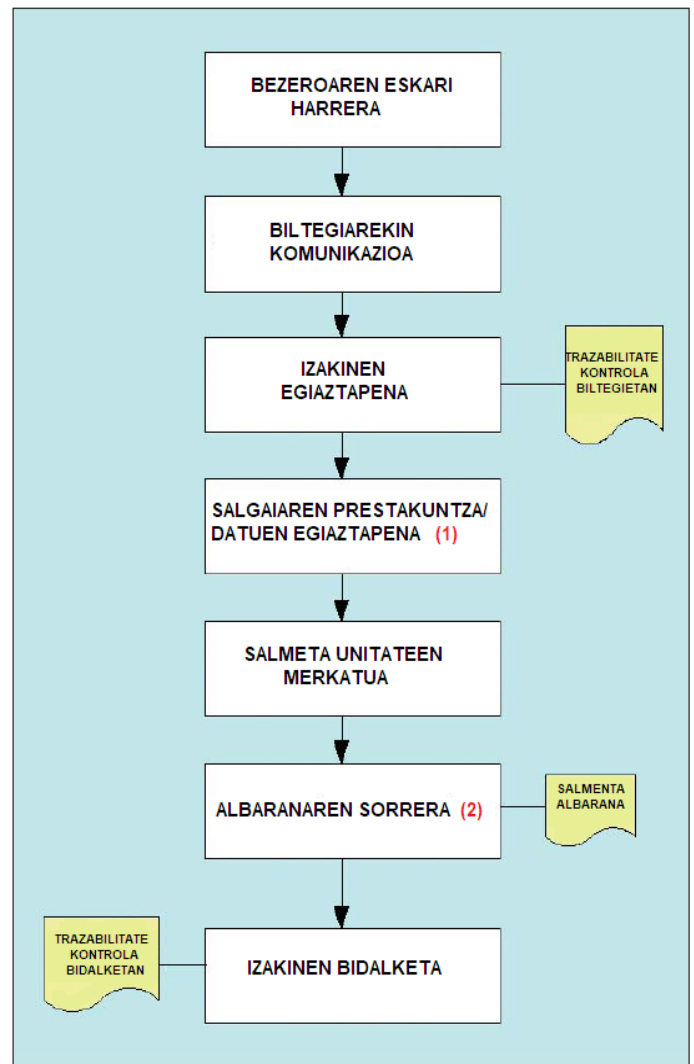 BEZEROAREN ESKARI
HARRERA
BILTEGIAREKIN
KOMUNIKAZIOA
IZAKINEN
EGIAZTAPENA
TRAZABILITATE
KONTROLA
BILTEGIETAN
SALGAIAREN PRESTAKUNTZA/
DATUEN EGIAZTAPENA (1)
SALMETA UNITATEEN
MERKATUA
ALBARANAREN SORRERA (2)
SALMENTA
ALBARANA
TRAZABILITATE
KONTROLA
BIDALKETAN
IZAKINEN BIDALKETA